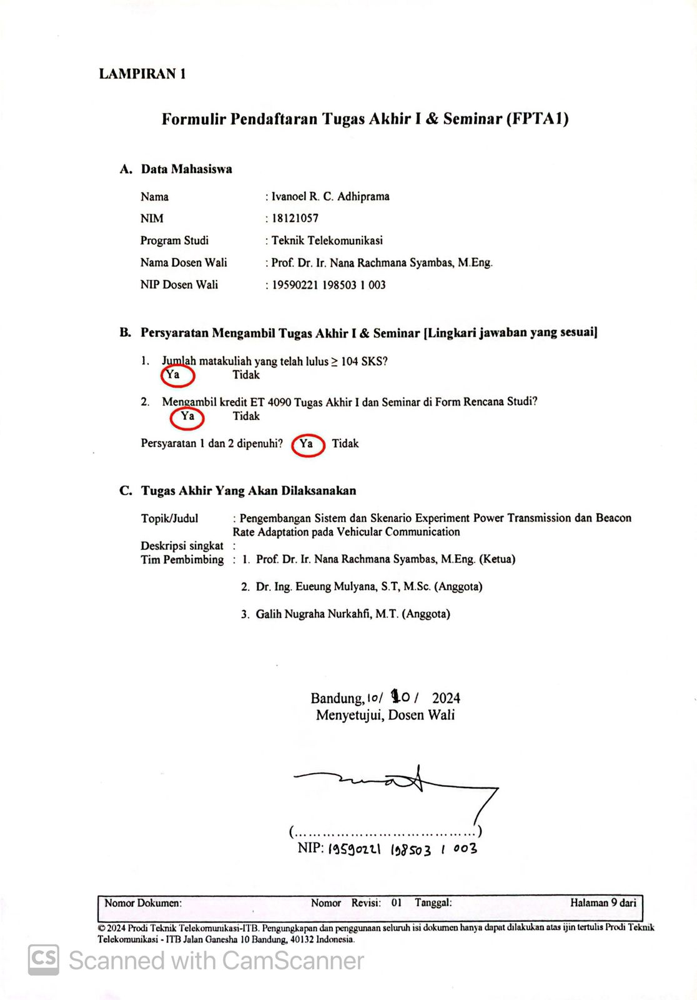 LAMPIRAN 1
Formulir Pendaftaran Tugas Akhir I & Seminar (FPTA1)
A. Data Mahasiswa
Nama : Ivanoel R. C. Adhiprama
NIM : 18121057
Program Studi : Teknik Telekomunikasi
Nama Dosen Wali : Prof. Dr. Ir. Nana Rachmana Syambas, M.Eng.
NIP Dosen Wali : 19590221 198503 1 003
B. Persyaratan Mengambil Tugas Akhir I & Seminar [Lingkari jawaban yang sesuai]
1. Jumlah matakuliah yang telah lulus ≥ 104 SKS?
Ya Tidak
2. Mengambil kredit ET 4090 Tugas Akhir I dan Seminar di Form Rencana Studi?
Ya Tidak
Persyaratan 1 dan 2 dipenuhi? Ya Tidak
C. Tugas Akhir Yang Akan Dilaksanakan
Topik/Judul : Pengembangan Sistem dan Skenario Experiment Power Transmission dan Beacon
Rate Adaptation pada Vehicular Communication
Deskripsi singkat :
Tim Pembimbing : 1. Prof. Dr. Ir. Nana Rachmana Syambas, M.Eng. (Ketua)
2. Dr. Ing. Eueung Mulyana, S.T, M.Sc. (Anggota)
3. Galih Nugraha Nurkahfi, M.T. (Anggota)
Bandung, 10/ 10 / 2024
Menyetujui, Dosen Wali
(........................................)
NIP: 19590221 198503 1 003
Nomor Dokumen: Nomor Revisi: 01 Tanggal: Halaman 9 dari
© 2024 Prodi Teknik Telekomunikasi-ITB. Pengungkapan dan penggunaan seluruh isi dokumen hanya dapat dilakukan atas ijin tertulis Prodi Teknik
Telekomunikasi - ITB Jalan Ganesha 10 Bandung, 40132 Indonesia.
CS Scanned with CamScanner